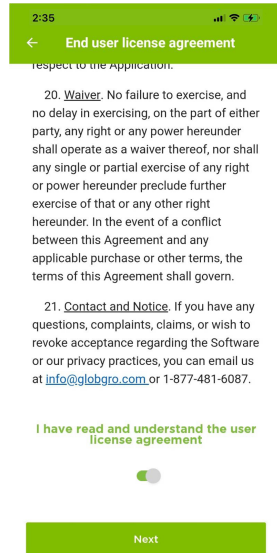 2:35
End user license agreement
respect to the Application.
20. Waiver. No failure to exercise, and
no delay in exercising, on the part of either
party, any right or any power hereunder
shall operate as a waiver thereof, nor shall
any single or partial exercise of any right
or power hereunder preclude further
exercise of that or any other right
hereunder. In the event of a conflict
between this Agreement and any
applicable purchase or other terms, the
terms of this Agreement shall govern.
21. Contact and Notice. If you have any
questions, complaints, claims, or wish to
revoke acceptance regarding the Software
or our privacy practices, you can email us
at info@globgro.com or 1-877-481-6087.
I have read and understand the user
license agreement
Next